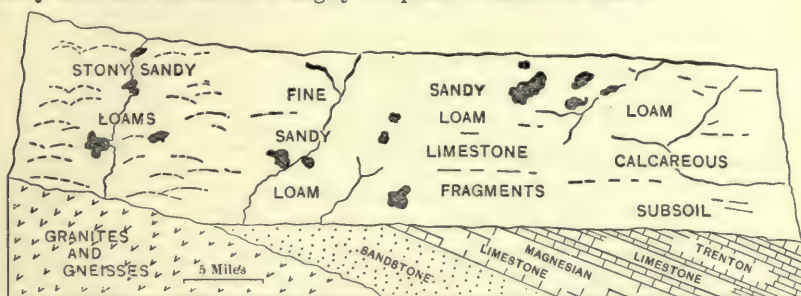 STONY SANDY
LOAMS
FINE
SANDY
LOAM
SANDY
LOAM
LIMESTONE
FRAGMENTS
LOAM
CALCAREOUS
SUBSOIL
GRANITES
AND
GNEISSES
5 Miles
SANDSTONE
LIMESTONE
MAGNESIAN
LIMESTONE
TRENTON